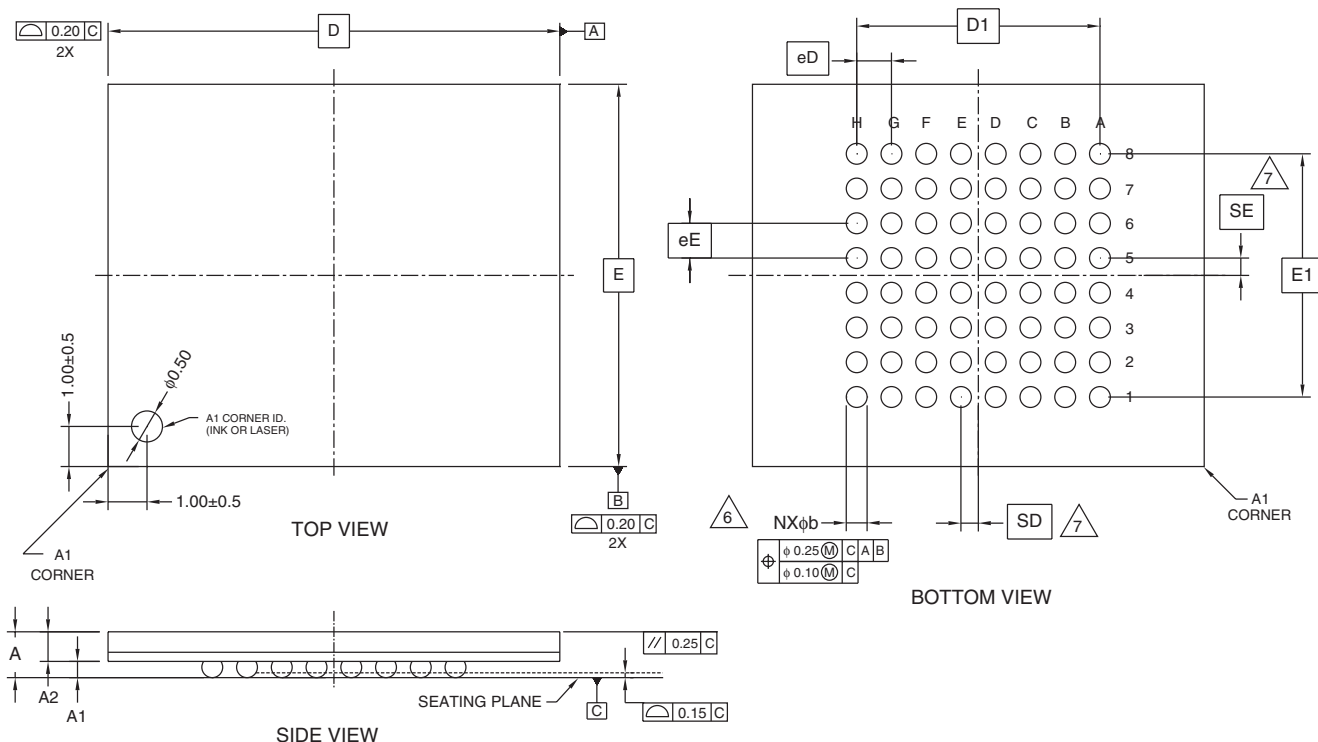 ⌓ 0.20 C
2X
D
A
E
1.00±0.5
φ0.50
A1 CORNER ID.
(INK OR LASER)
1.00±0.5
B
⌓ 0.20 C
2X
TOP VIEW
A1
CORNER
D1
eD
H G F E D C B A
8
7
6
5
4
3
2
1
7
SE
eE
E1
6
NXφb
⌖ φ 0.25 Ⓜ C A B
φ 0.10 Ⓜ C
SD
7
A1
CORNER
BOTTOM VIEW
A
A2
A1
// 0.25 C
SEATING PLANE
C
⌓ 0.15 C
SIDE VIEW